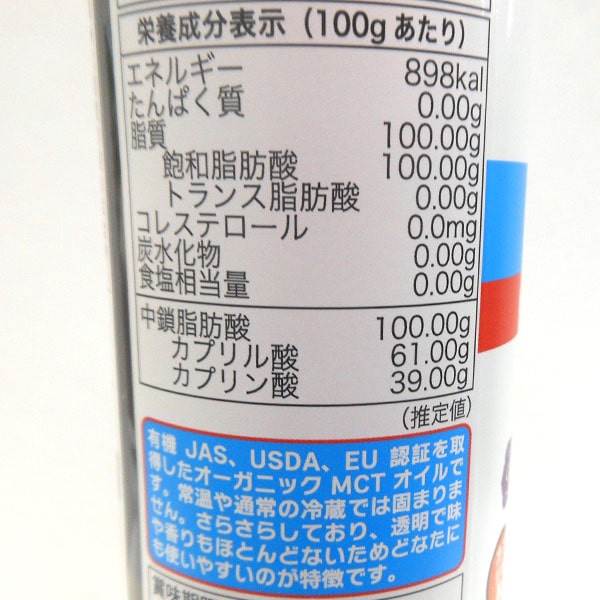 栄養成分表示（100gあたり）
エネルギー 898kal
たんぱく質 0.00g
脂質 100.00g
飽和脂肪酸 100.00g
トランス脂肪酸 0.00g
コレステロール 0.0mg
炭水化物 0.00g
食塩相当量 0.00g
中鎖脂肪酸 100.00g
カプリル酸 61.00g
カプリン酸 39.00g
（推定値）
有機 JAS、USDA、EU 認証を取
得したオーガニック MCT オイルで
す。常温や通常の冷蔵では固まりま
せん。さらさらしており、透明で味
や香りもほとんどないためどなたに
も使いやすいのが特徴です。
賞味期限